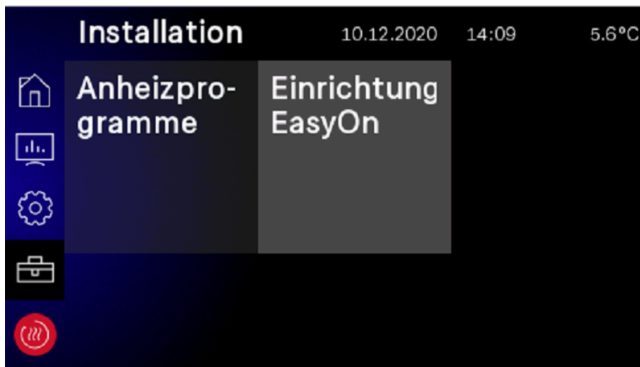 Installation 10.12.2020 14:09 5.6°C
Anheizpro-
gramme
Einrichtung
EasyOn